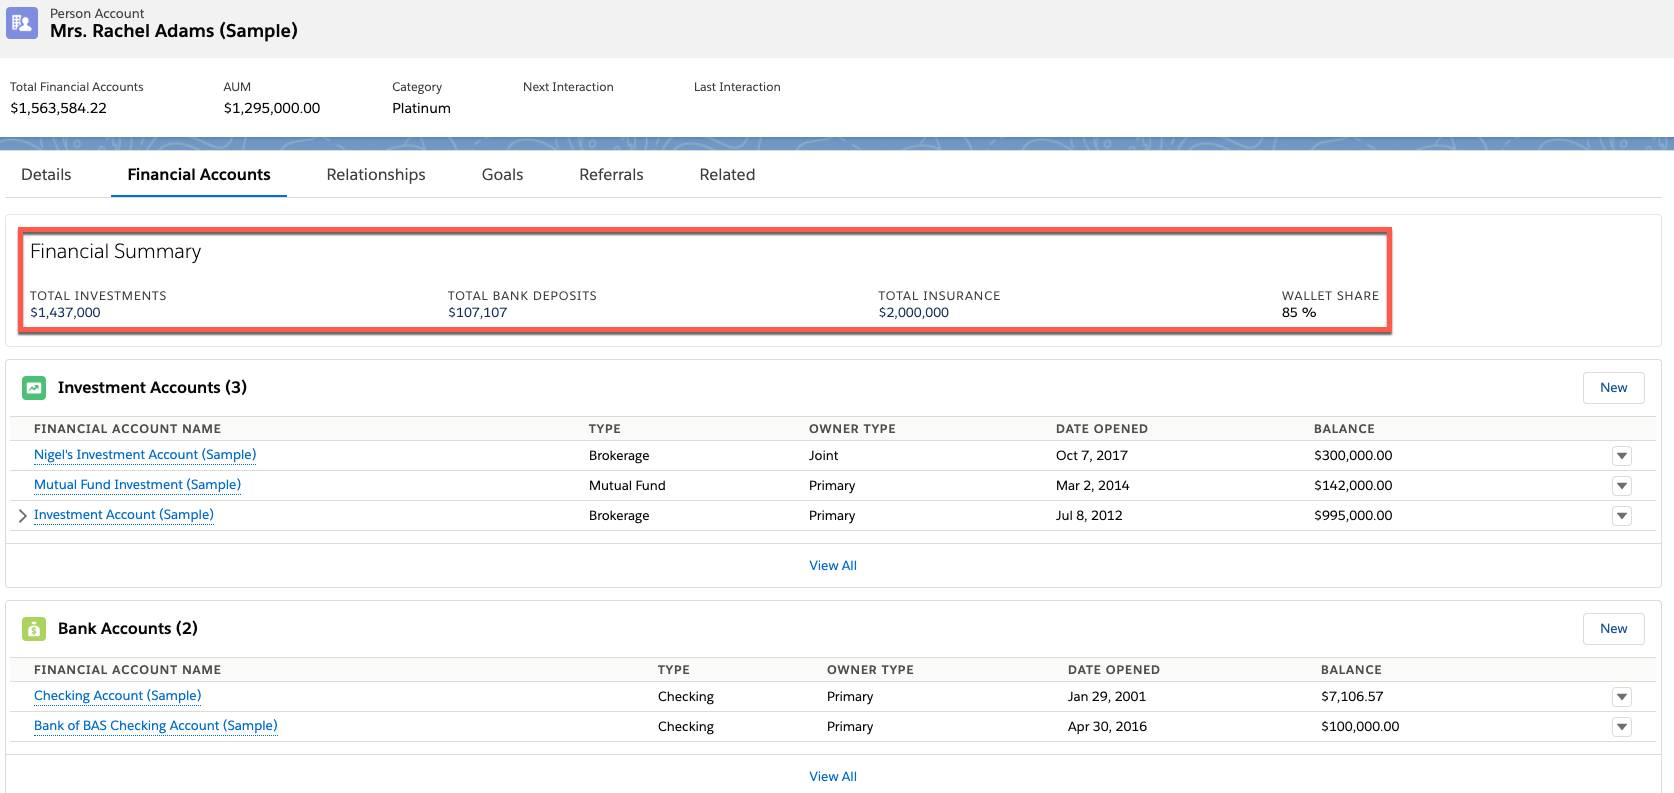 Person Account
Mrs. Rachel Adams (Sample)
Total Financial Accounts AUM Category Next Interaction Last Interaction
$1,563,584.22 $1,295,000.00 Platinum
Details Financial Accounts Relationships Goals Referrals Related
Financial Summary
TOTAL INVESTMENTS TOTAL BANK DEPOSITS TOTAL INSURANCE WALLET SHARE
$1,437,000 $107,107 $2,000,000 85 %
Investment Accounts (3) New
FINANCIAL ACCOUNT NAME TYPE OWNER TYPE DATE OPENED BALANCE
Nigel's Investment Account (Sample) Brokerage Joint Oct 7, 2017 $300,000.00
Mutual Fund Investment (Sample) Mutual Fund Primary Mar 2, 2014 $142,000.00
Investment Account (Sample) Brokerage Primary Jul 8, 2012 $995,000.00
View All
Bank Accounts (2) New
FINANCIAL ACCOUNT NAME TYPE OWNER TYPE DATE OPENED BALANCE
Checking Account (Sample) Checking Primary Jan 29, 2001 $7,106.57
Bank of BAS Checking Account (Sample) Checking Primary Apr 30, 2016 $100,000.00
View All